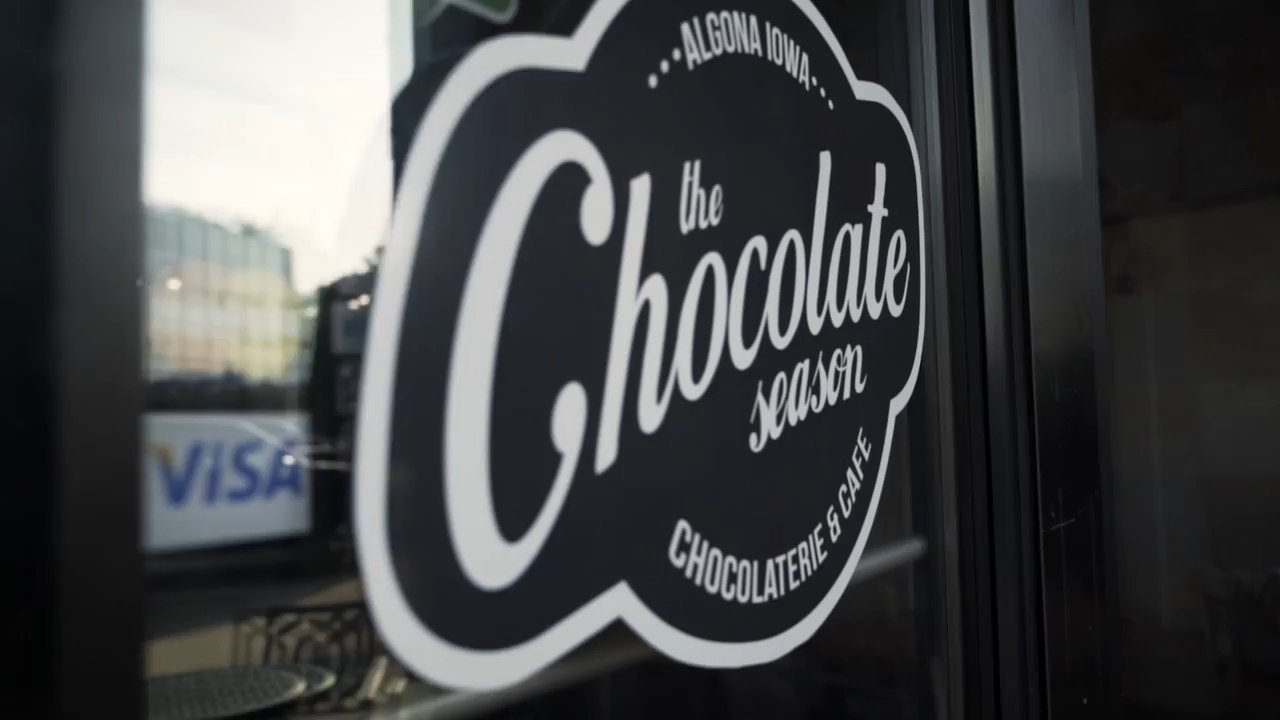 ALGONA IOWA
the
Chocolate
season
CHOCOLATERIE & CAFE
VISA